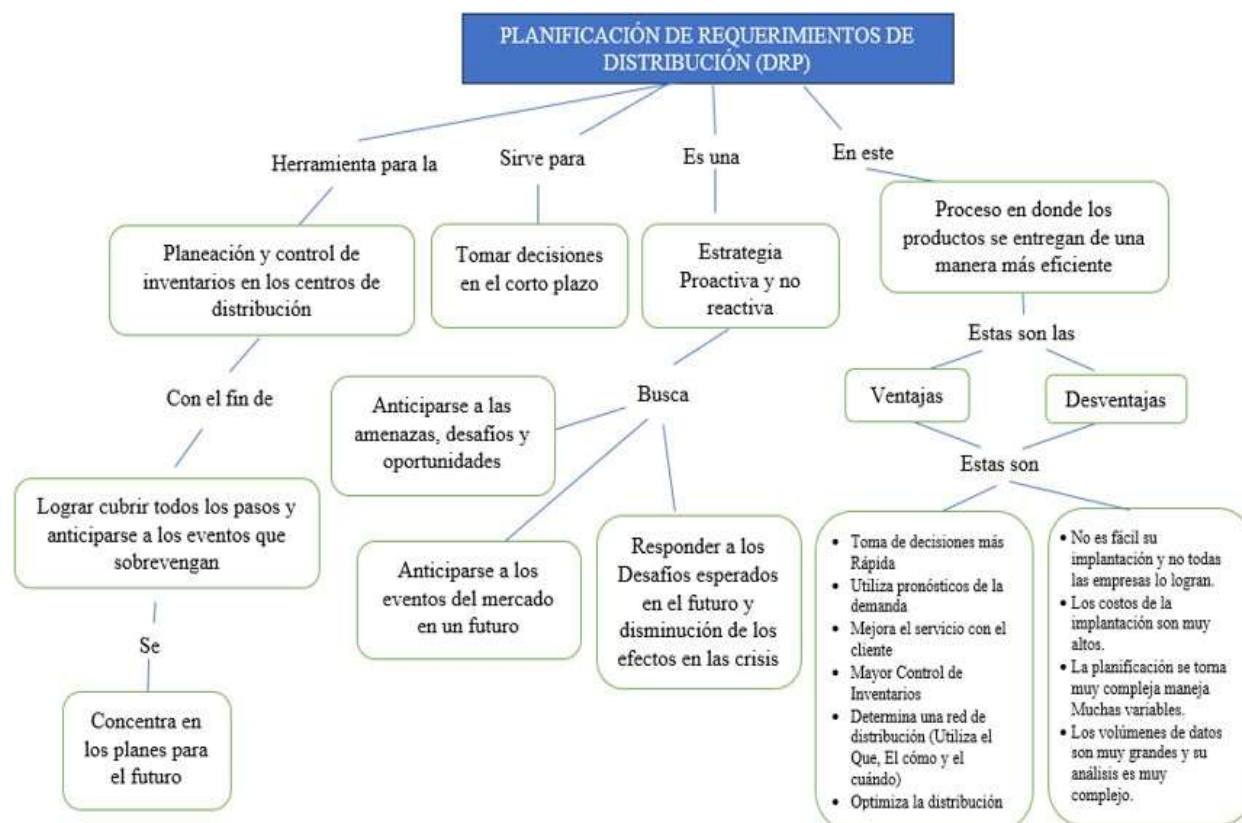 PLANIFICACIÓN DE REQUERIMIENTOS DE
DISTRIBUCIÓN (DRP)
Herramienta para la
Planeación y control de
inventarios en los centros de
distribución
Con el fin de
Lograr cubrir todos los pasos y
anticiparse a los eventos que
sobrevengan
Se
Concentra en
los planes para
el futuro
Sirve para
Tomar decisiones
en el corto plazo
Es una
Estrategia
Proactiva y no
reactiva
Busca
Anticiparse a las
amenazas, desafíos y
oportunidades
Anticiparse a los
eventos del mercado
en un futuro
Responder a los
Desafíos esperados
en el futuro y
disminución de los
efectos en las crisis
En este
Proceso en donde los
productos se entregan de una
manera más eficiente
Estas son las
Ventajas
Desventajas
Estas son
• Toma de decisiones más
Rápida
• Utiliza pronósticos de la
demanda
• Mejora el servicio con el
cliente
• Mayor Control de
Inventarios
• Determina una red de
distribución (Utiliza el
Que, El cómo y el
cuándo)
• Optimiza la distribución
• No es fácil su
implantación y no todas
las empresas lo logran.
• Los costos de la
implantación son muy
altos.
• La planificación se torna
muy compleja maneja
Muchas variables.
• Los volúmenes de datos
son muy grandes y su
análisis es muy
complejo.